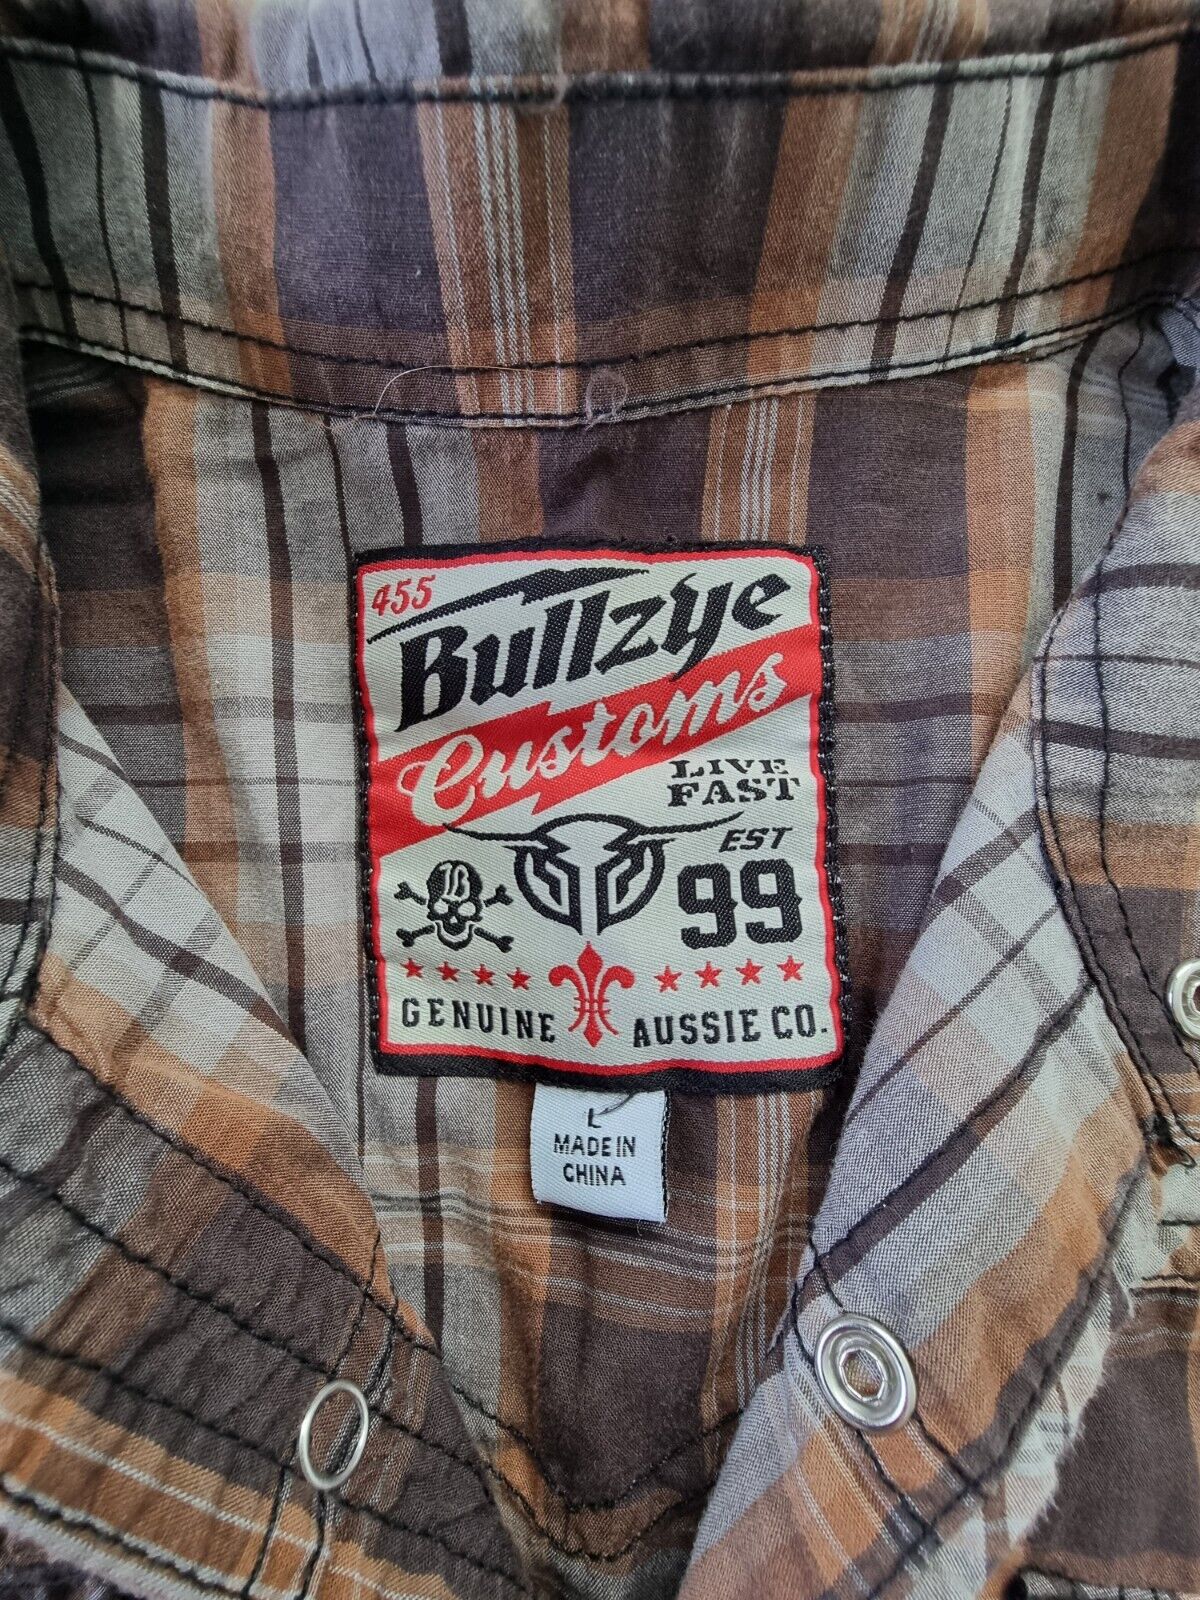 455
Bullzye
Customs
LIVE
FAST
EST
99
GENUINE AUSSIE CO.
L
MADE IN
CHINA